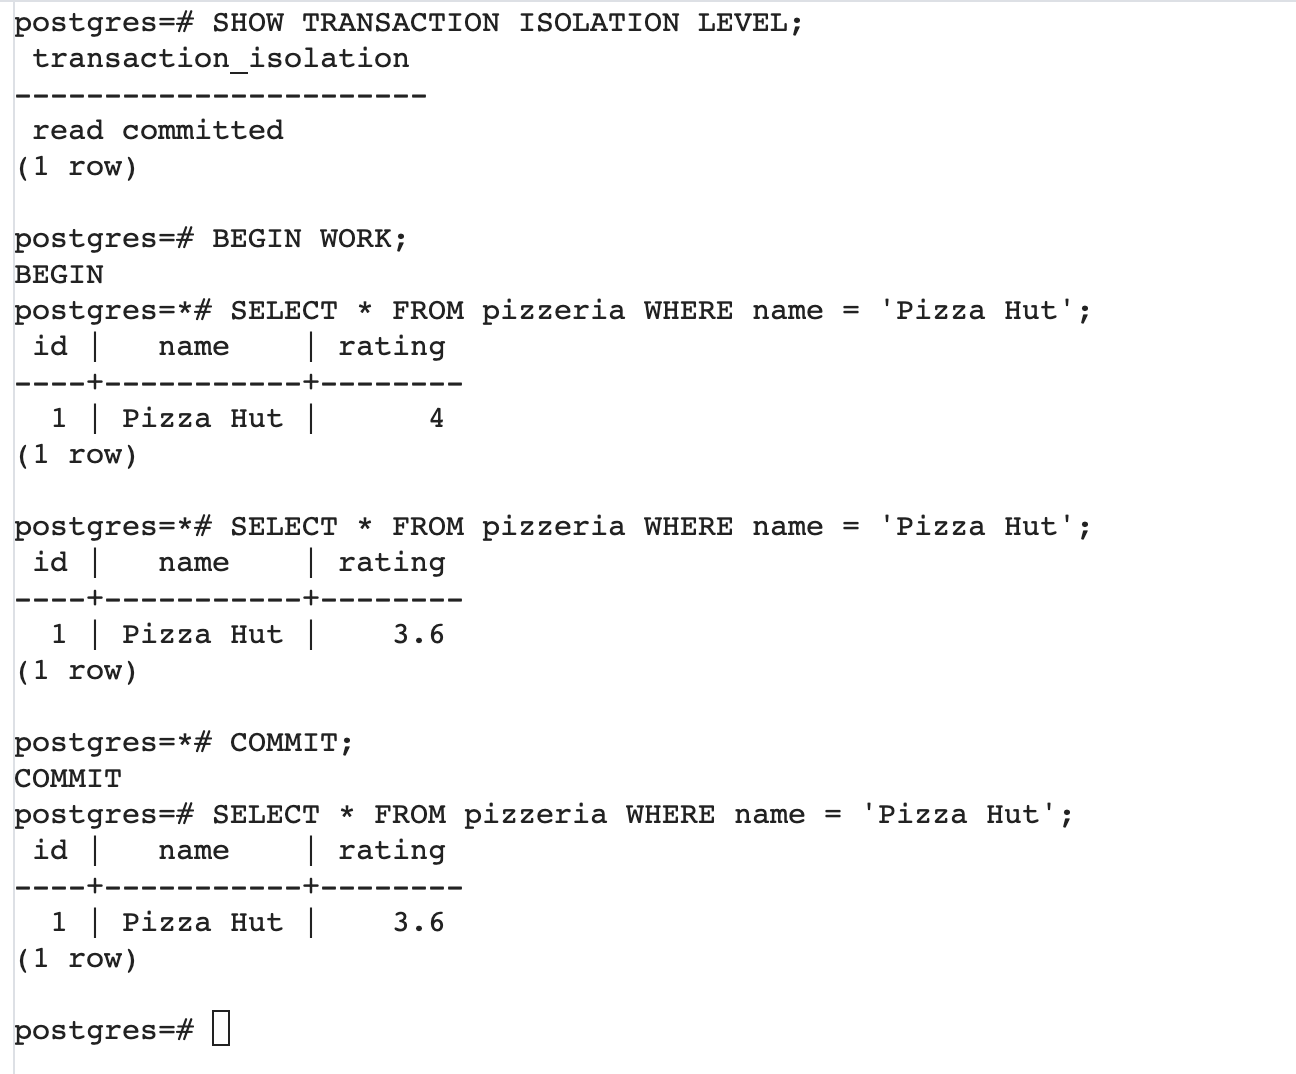 postgres=# SHOW TRANSACTION ISOLATION LEVEL;
 transaction_isolation
-----------------------
 read committed
(1 row)

postgres=# BEGIN WORK;
BEGIN
postgres=*# SELECT * FROM pizzeria WHERE name = 'Pizza Hut';
 id |   name    | rating
----+-----------+--------
  1 | Pizza Hut |      4
(1 row)

postgres=*# SELECT * FROM pizzeria WHERE name = 'Pizza Hut';
 id |   name    | rating
----+-----------+--------
  1 | Pizza Hut |    3.6
(1 row)

postgres=*# COMMIT;
COMMIT
postgres=# SELECT * FROM pizzeria WHERE name = 'Pizza Hut';
 id |   name    | rating
----+-----------+--------
  1 | Pizza Hut |    3.6
(1 row)

postgres=#